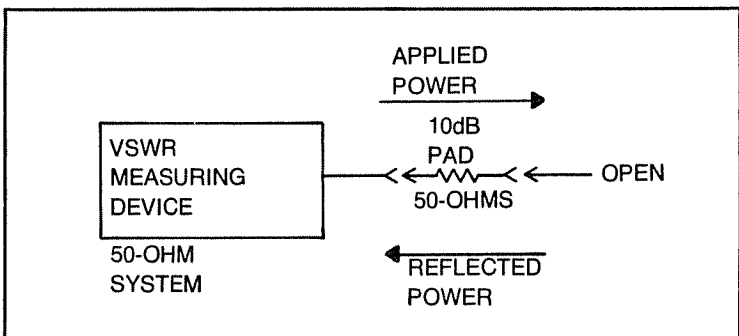 APPLIED
POWER
10dB
PAD
50-OHMS
OPEN
VSWR
MEASURING
DEVICE
50-OHM
SYSTEM
REFLECTED
POWER